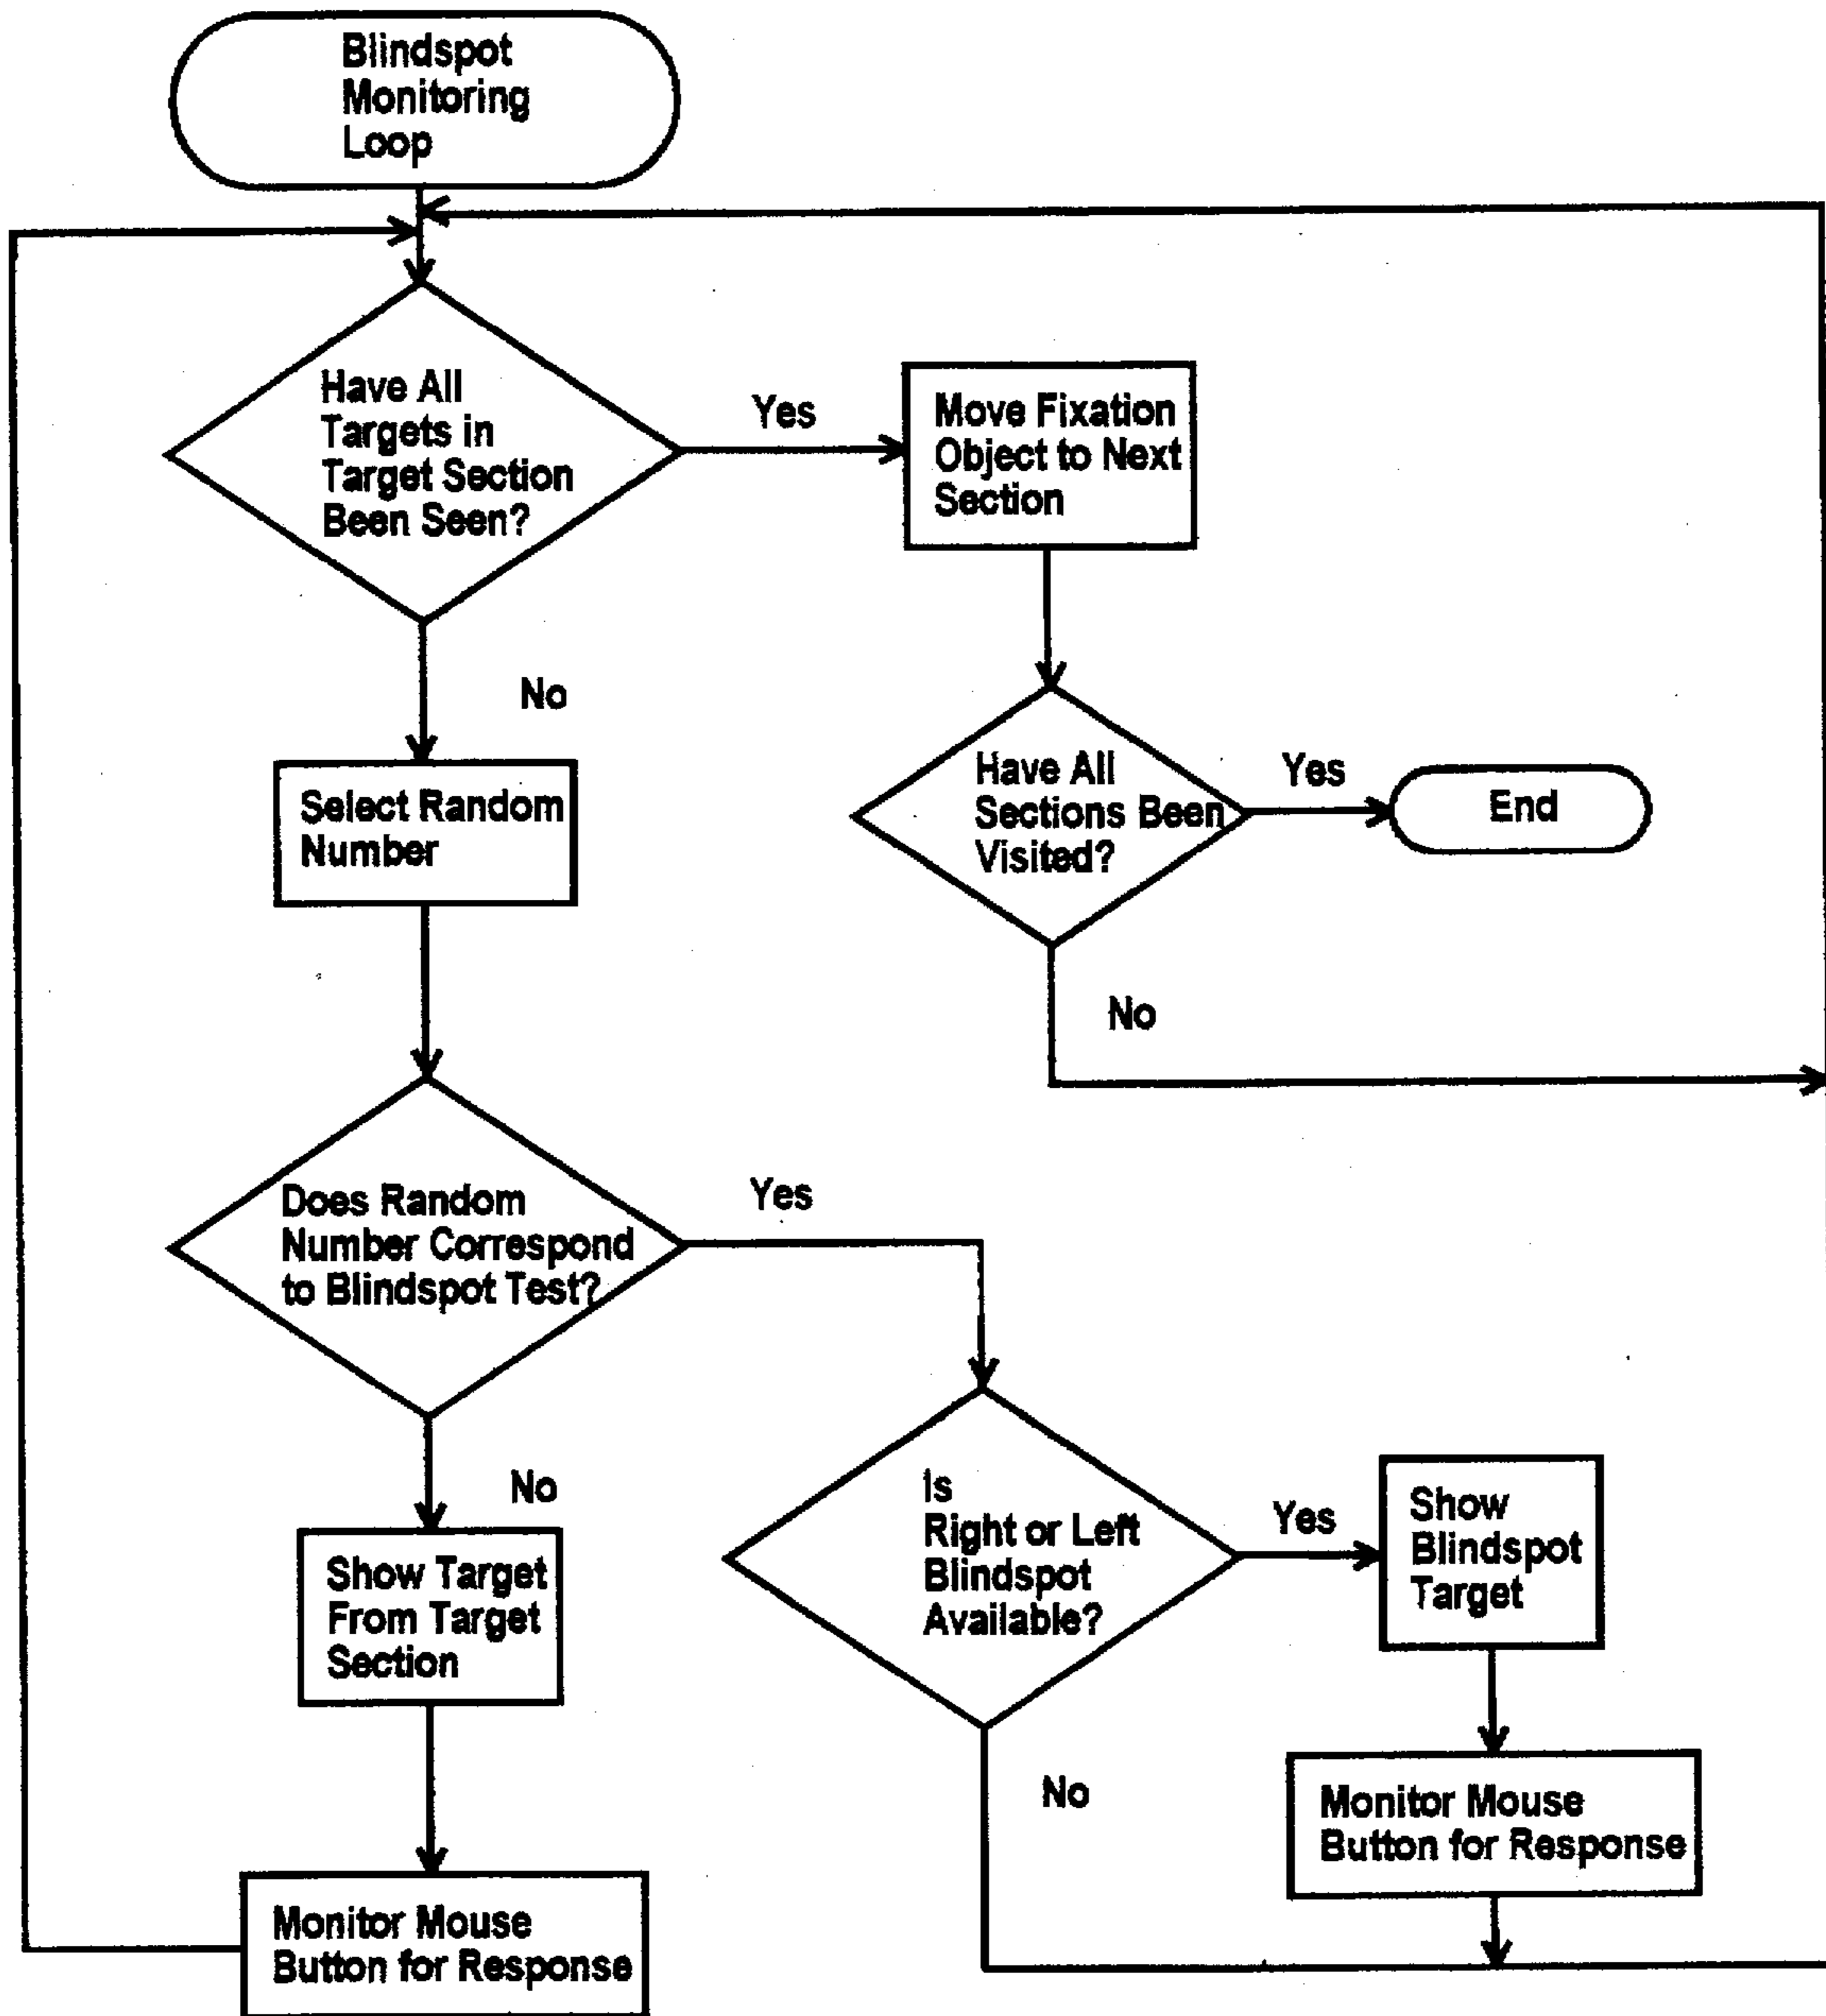 Blindspot
Monitoring
Loop
Have All
Targets in
Target Section
Been Seen?
Yes
Move Fixation
Object to Next
Section
No
Select Random
Number
Have All
Sections Been
Visited?
Yes
End
No
Does Random
Number Correspond
to Blindspot Test?
Yes
No
Show Target
From Target
Section
Is
Right or Left
Blindspot
Available?
Yes
Show
Blindspot
Target
No
Monitor Mouse
Button for Response
Monitor Mouse
Button for Response